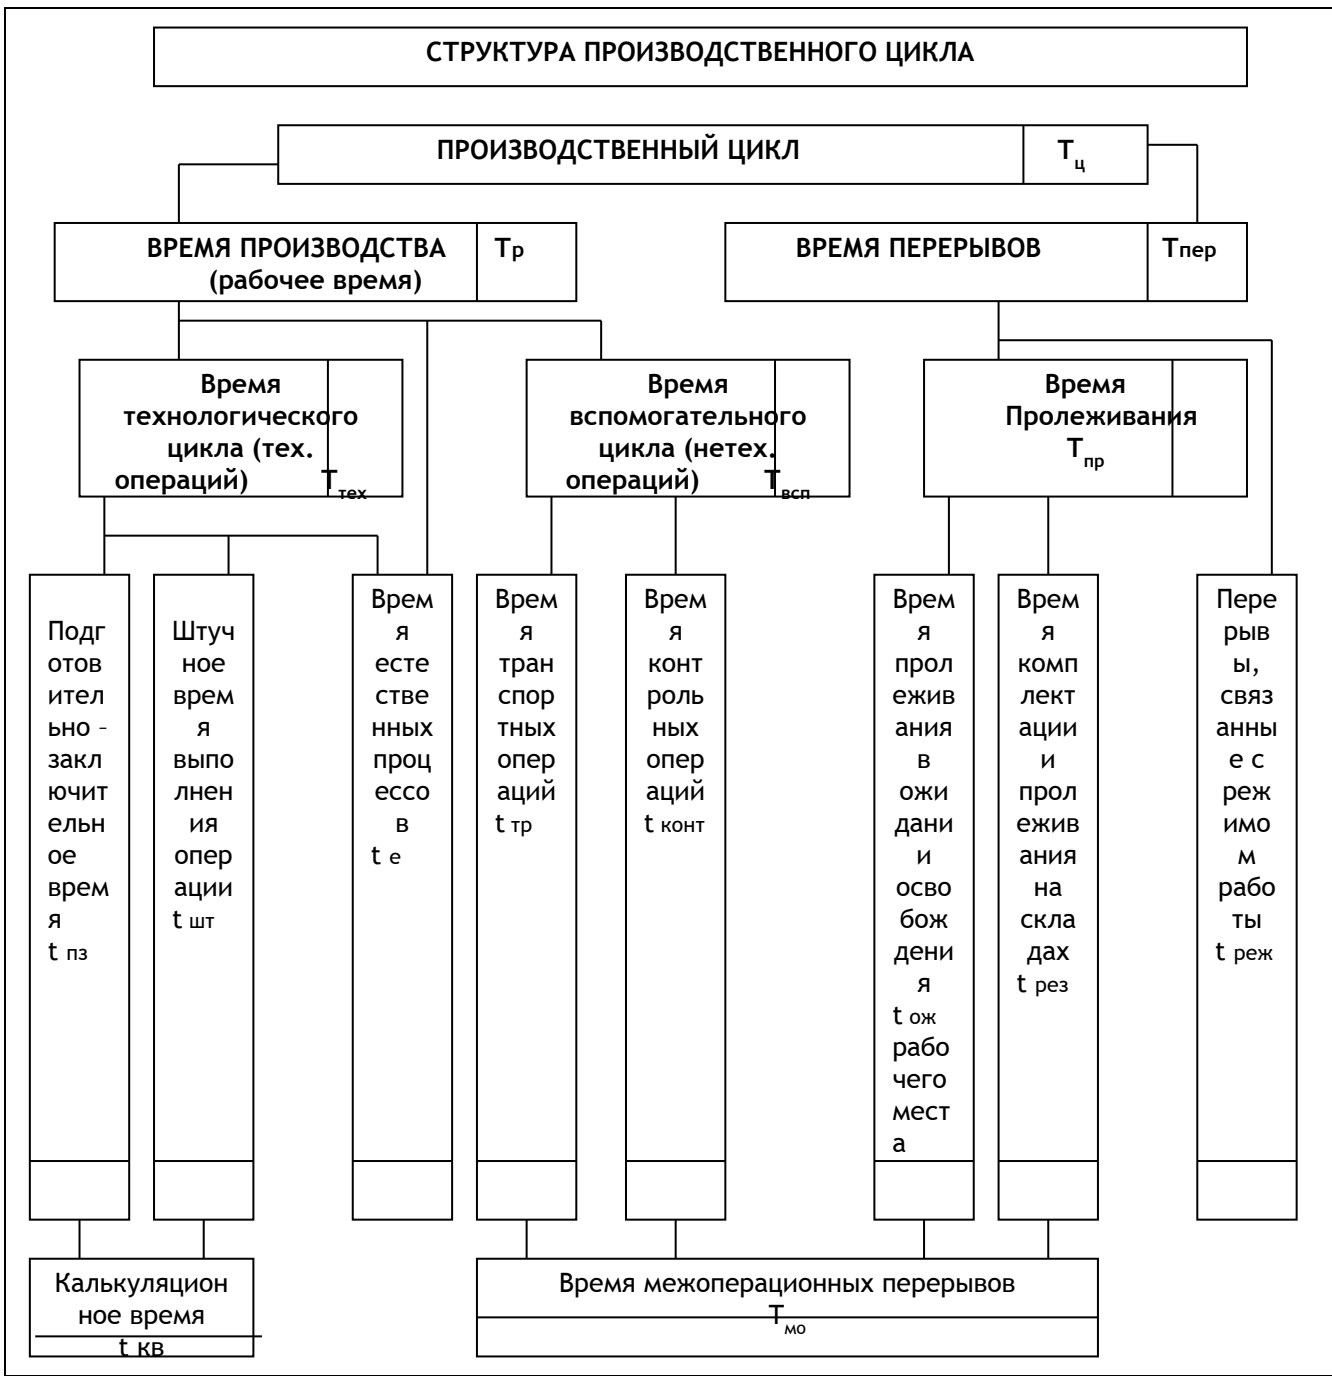 СТРУКТУРА ПРОИЗВОДСТВЕННОГО ЦИКЛА
ПРОИЗВОДСТВЕННЫЙ ЦИКЛ
Тц
ВРЕМЯ ПРОИЗВОДСТВА
(рабочее время)
Тр
ВРЕМЯ ПЕРЕРЫВОВ
Тпер
Время
технологического
цикла (тех.
операций) Ттех
Время
вспомогательного
цикла (нетех.
операций) Твсп
Время
Пролеживания
Тпр
Подг
отов
ител
ьно –
закл
ючит
ельн
ое
врем
я
t пз
Штуч
ное
врем
я
выпо
лнен
ия
опер
ации
t шт
Врем
я
есте
стве
нных
проц
ессо
в
t е
Врем
я
тран
спор
тных
опер
аций
t тр
Врем
я
конт
роль
ных
опер
аций
t конт
Врем
я
прол
ежив
ания
в
ожи
дани
и
осво
бож
дени
я
t ож
рабо
чего
мест
а
Врем
я
комп
лект
ации
и
прол
ежив
ания
на
скла
дах
t рез
Пере
рыв
ы,
связ
анны
е с
реж
имо
м
рабо
ты
t реж
Калькуляцион
ное время
t кв
Время межоперационных перерывов
Тмо